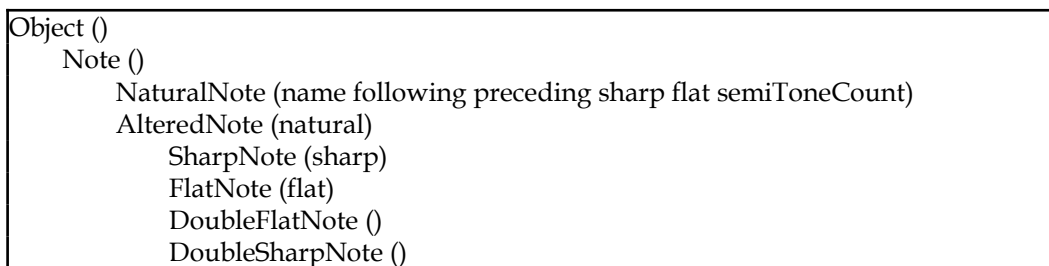 Object ()
Note ()
NaturalNote (name following preceding sharp flat semiToneCount)
AlteredNote (natural)
SharpNote (sharp)
FlatNote (flat)
DoubleFlatNote ()
DoubleSharpNote ()